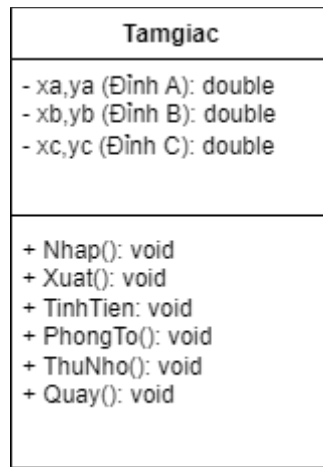 Tamgiac
- xa,ya (Đỉnh A): double
- xb,yb (Đỉnh B): double
- xc,yc (Đỉnh C): double
+ Nhap(): void
+ Xuat(): void
+ TinhTien: void
+ PhongTo(): void
+ ThuNho(): void
+ Quay(): void